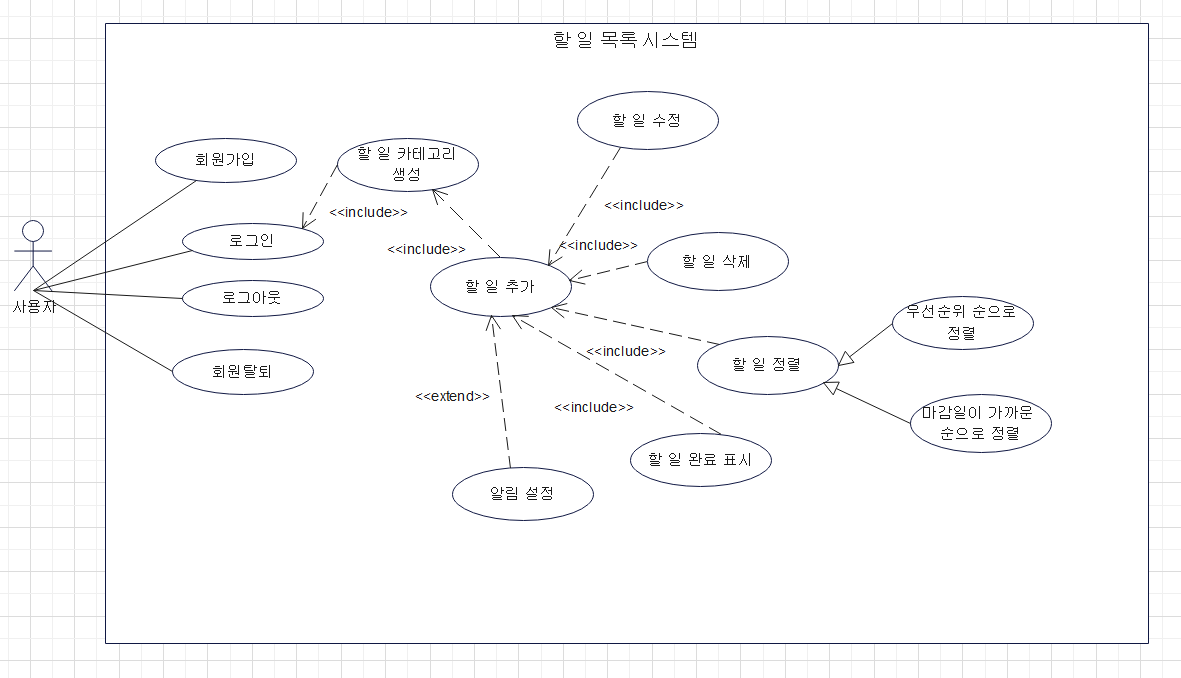 할 일 목록 시스템
할 일 수정
회원가입
할 일 카테고리
생성
<<include>>
<<include>>
로그인
<<include>>
<<include>>
할 일 삭제
할 일 추가
로그아웃
사용자
우선순위 순으로
정렬
<<include>>
할 일 정렬
회원탈퇴
<<extend>>
<<include>>
마감일이 가까운
순으로 정렬
할 일 완료 표시
알림 설정